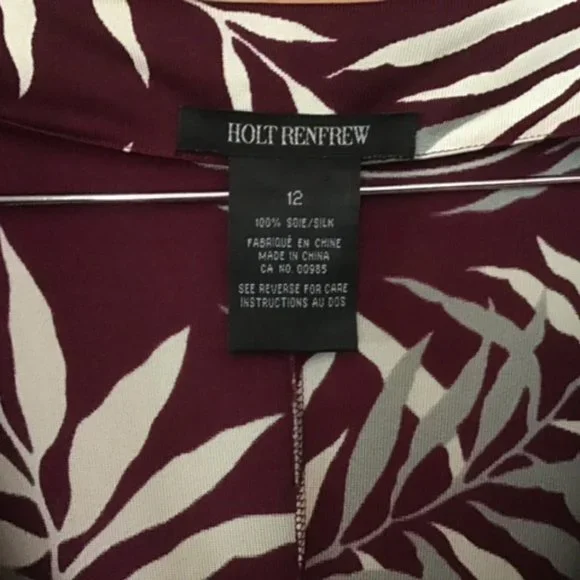 HOLT RENFREW
12
100% SOIE/SILK
FABRIQUÉ EN CHINE
MADE IN CHINA
CA NO. 00985
SEE REVERSE FOR CARE
INSTRUCTIONS AU DOS